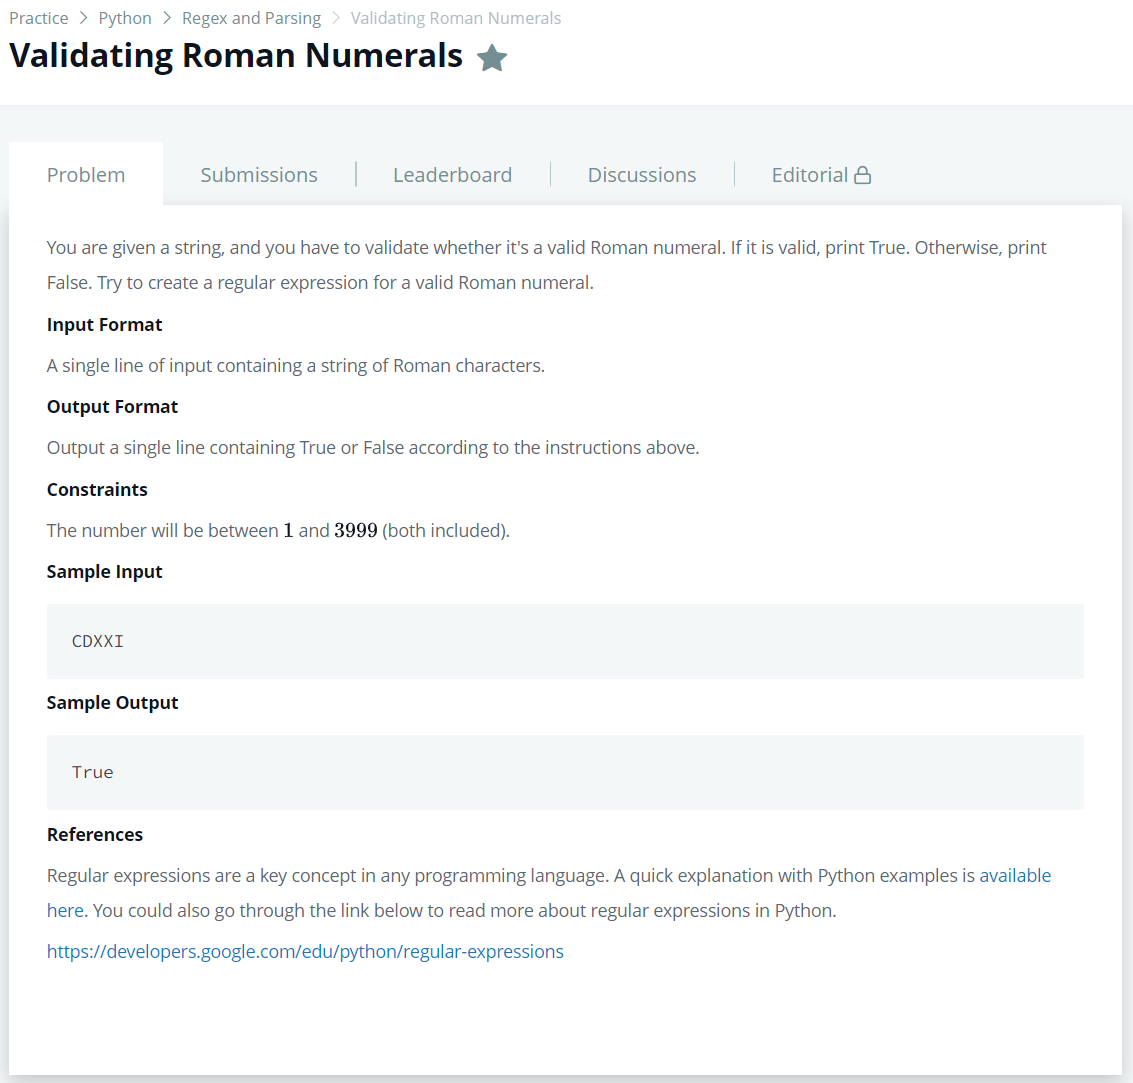 Practice > Python > Regex and Parsing > Validating Roman Numerals
Validating Roman Numerals
Problem
Submissions
Leaderboard
Discussions
Editorial
You are given a string, and you have to validate whether it's a valid Roman numeral. If it is valid, print True. Otherwise, print
False. Try to create a regular expression for a valid Roman numeral.
Input Format
A single line of input containing a string of Roman characters.
Output Format
Output a single line containing True or False according to the instructions above.
Constraints
The number will be between 1 and 3999 (both included).
Sample Input
CDXXI
Sample Output
True
References
Regular expressions are a key concept in any programming language. A quick explanation with Python examples is available
here. You could also go through the link below to read more about regular expressions in Python.
https://developers.google.com/edu/python/regular-expressions